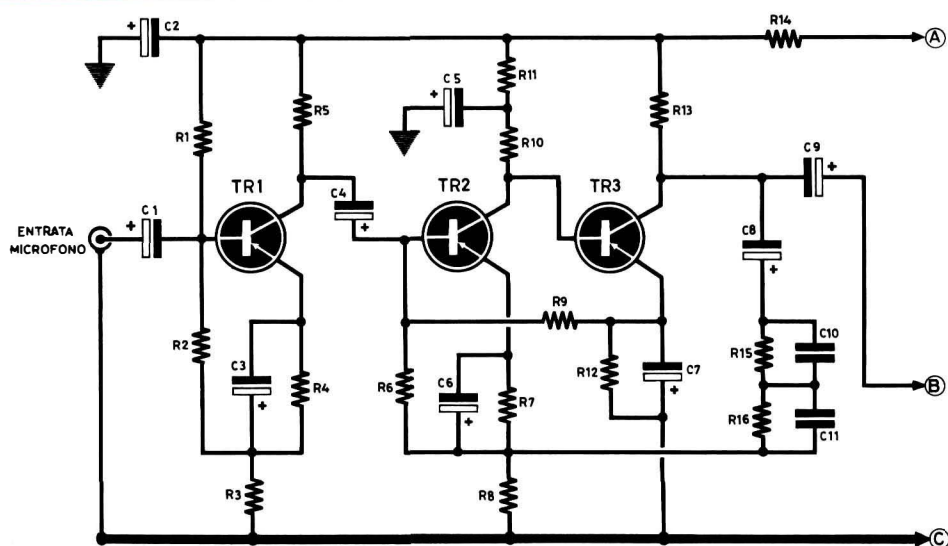 +
C2
R14
A
R11
+
C5
R5
R13
R1
R10
C9
+
TR1
C4
+
TR2
TR3
ENTRATA
MICROFONO
+
C1
C8
+
R9
R2
C3
+
R4
R6
C6
+
R7
R12
C7
+
R15
C10
R16
C11
B
R3
R8
C